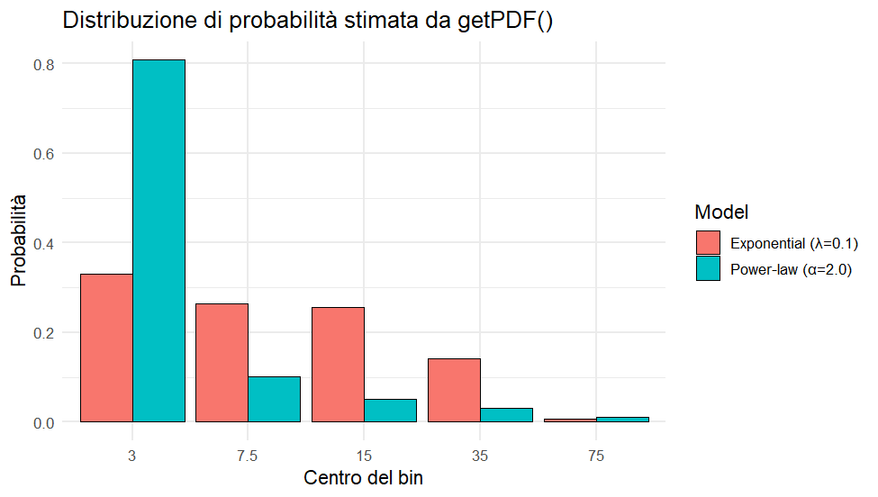 Distribuzione di probabilità stimata da getPDF()
Probabilità
0.8
0.6
0.4
0.2
0.0
3 7.5 15 35 75
Centro del bin
Model
Exponential (λ=0.1)
Power-law (α=2.0)